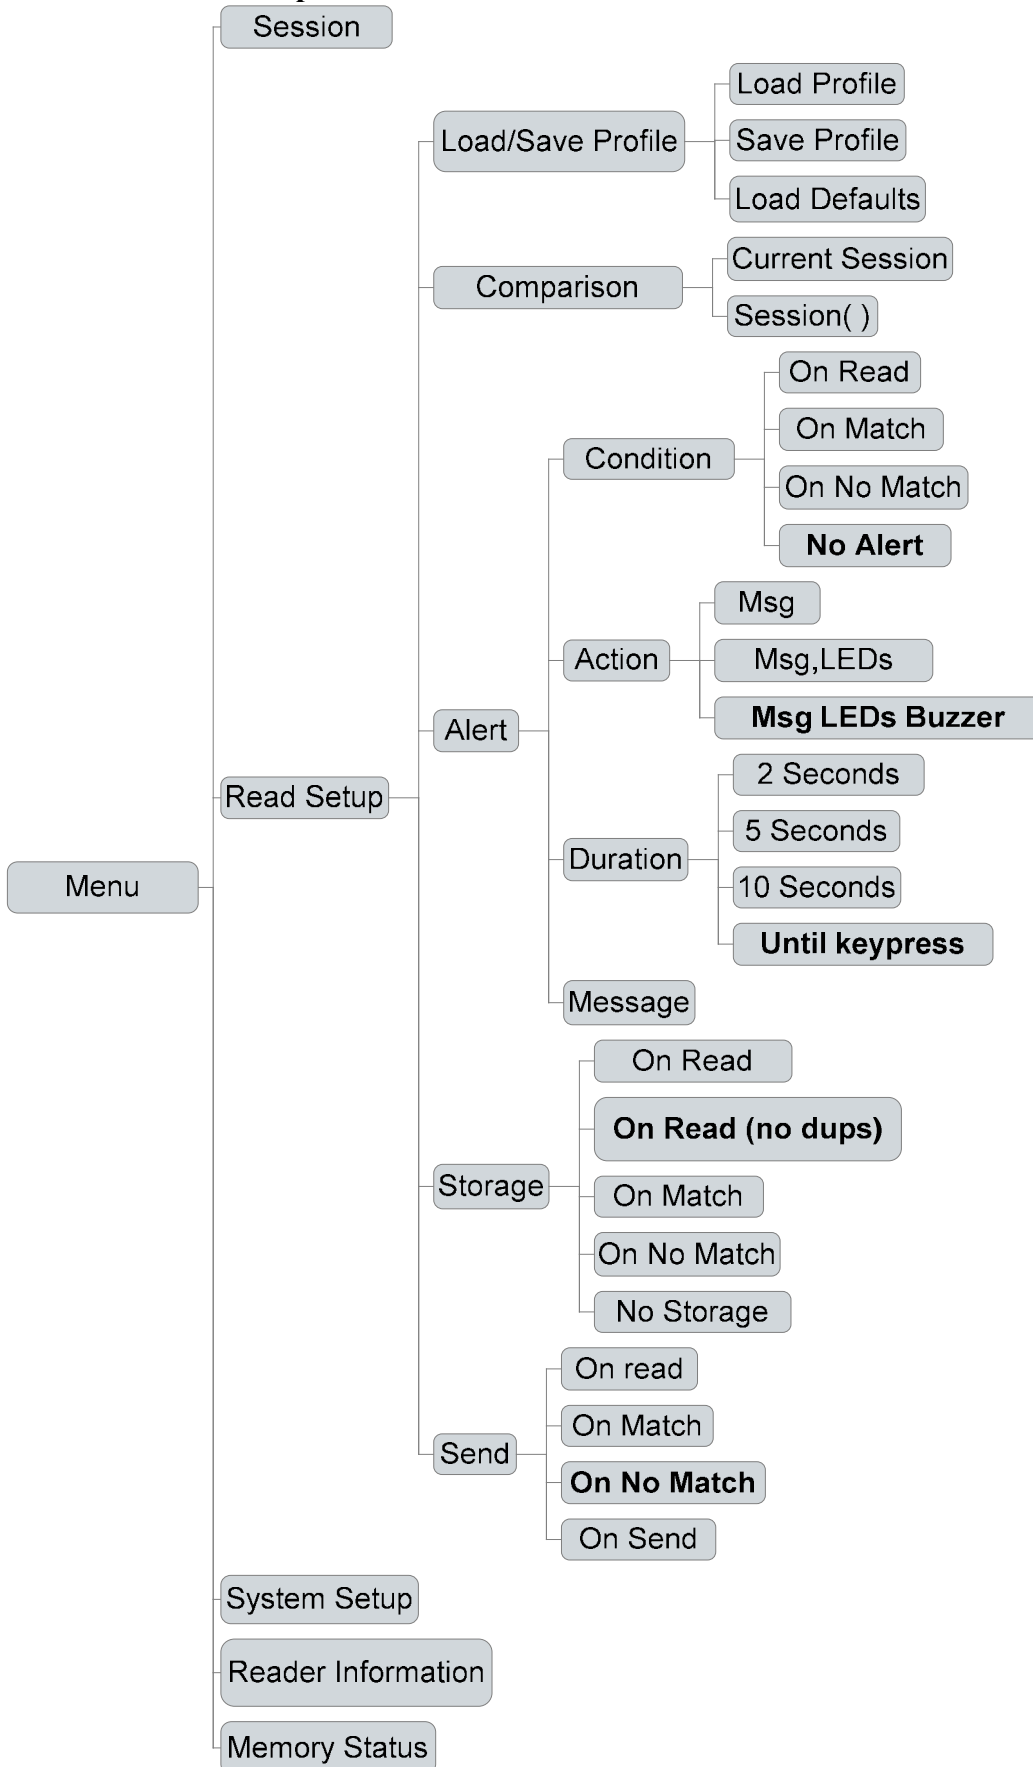 Session
Load/Save Profile
Load Profile
Save Profile
Load Defaults
Comparison
Current Session
Session( )
Alert
Condition
On Read
On Match
On No Match
No Alert
Action
Msg
Msg,LEDs
Msg LEDs Buzzer
Read Setup
Menu
Duration
2 Seconds
5 Seconds
10 Seconds
Until keypress
Message
Storage
On Read
On Read (no dups)
On Match
On No Match
No Storage
Send
On read
On Match
On No Match
On Send
System Setup
Reader Information
Memory Status